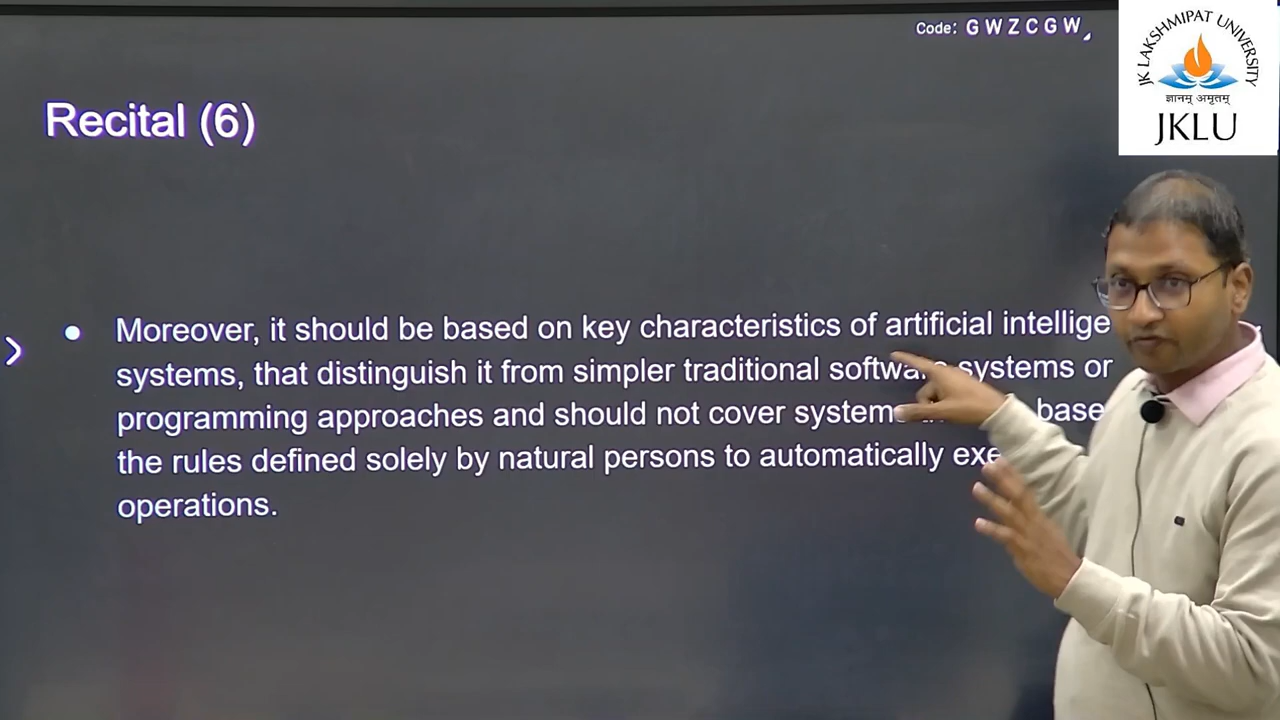 Code: GWZCGW
JK LAKSHMIPAT UNIVERSITY
ज्ञानम् अमृतम्
JKLU
Recital (6)
• Moreover, it should be based on key characteristics of artificial intellige
systems, that distinguish it from simpler traditional software systems or
programming approaches and should not cover system base
the rules defined solely by natural persons to automatically exe
operations.